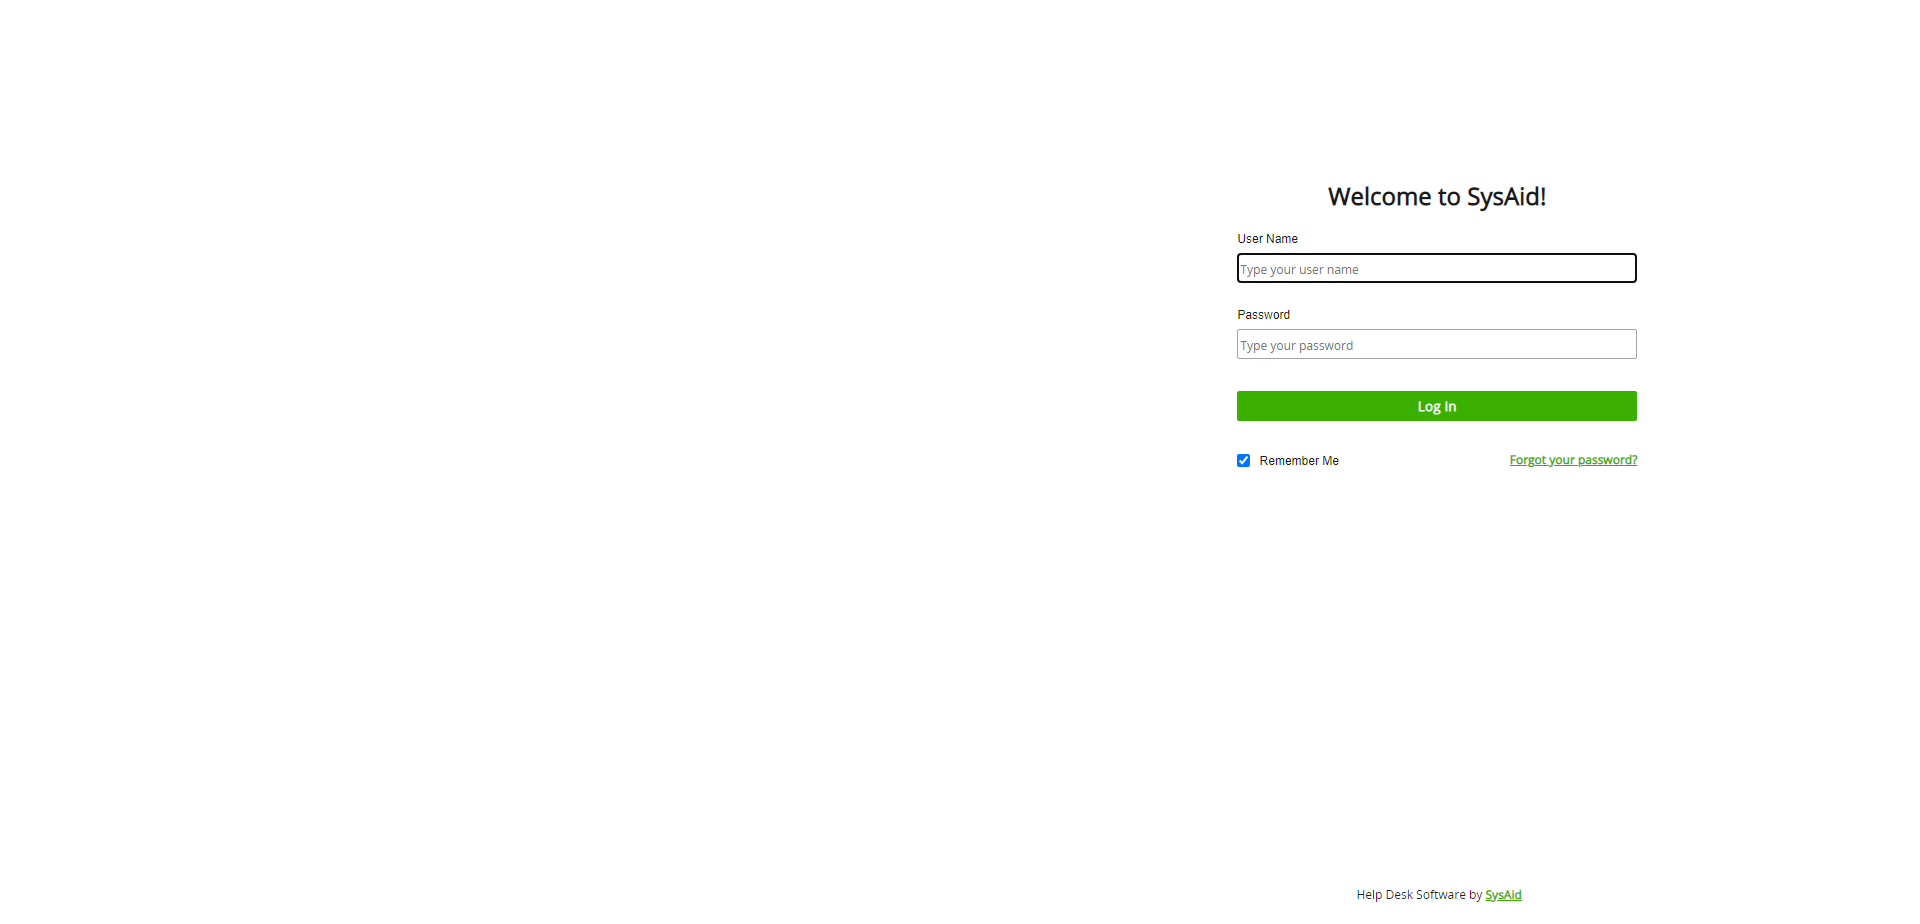 Welcome to SysAid!
User Name
Type your user name
Password
Type your password
Log In
Remember Me Forgot your password?
Help Desk Software by SysAid